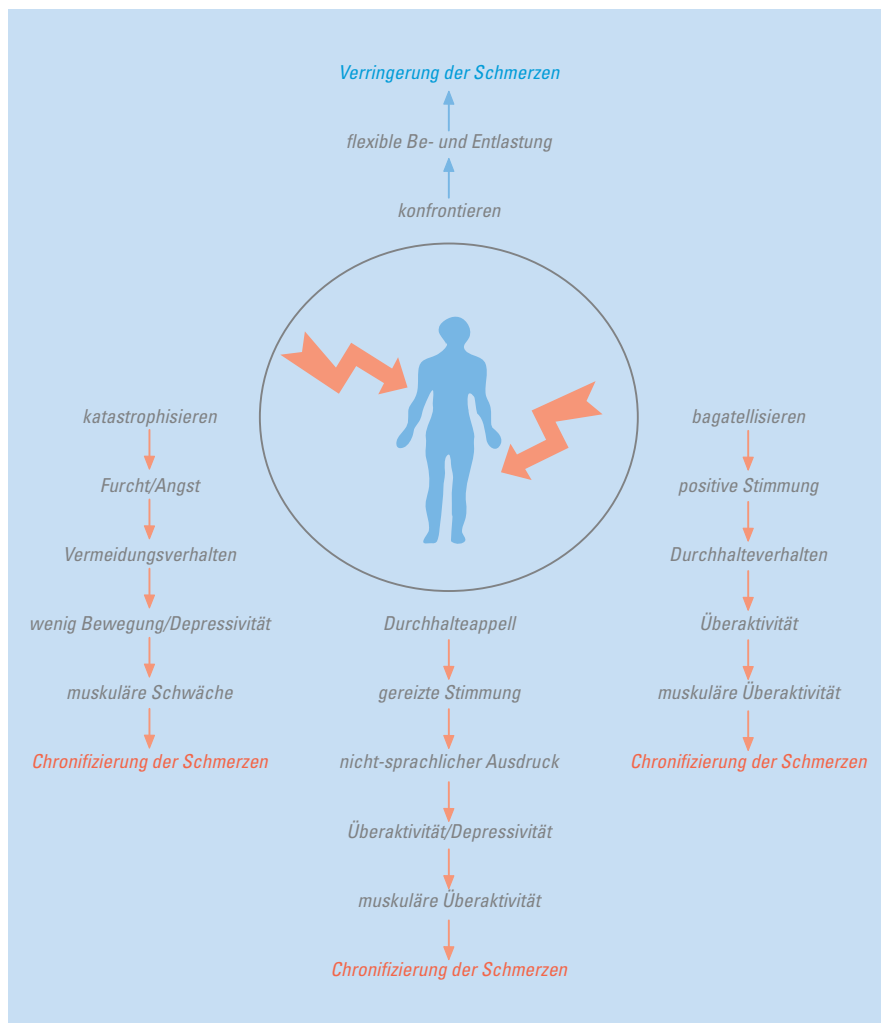 Verringerung der Schmerzen
flexible Be- und Entlastung
konfrontieren
katastrophisieren
Furcht/Angst
Vermeidungsverhalten
wenig Bewegung/Depressivität
muskuläre Schwäche
Chronifizierung der Schmerzen
Durchhalteappell
gereizte Stimmung
nicht-sprachlicher Ausdruck
Überaktivität/Depressivität
muskuläre Überaktivität
Chronifizierung der Schmerzen
bagatellisieren
positive Stimmung
Durchhalteverhalten
Überaktivität
muskuläre Überaktivität
Chronifizierung der Schmerzen